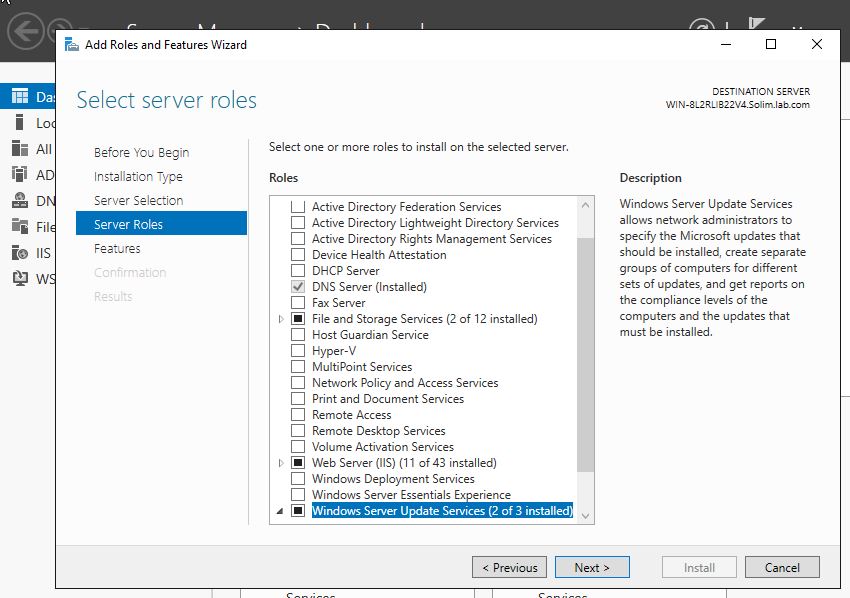 Add Roles and Features Wizard
Select server roles
DESTINATION SERVER
WIN-8L2RLIB22V4.Solim.lab.com
Das
Loc
All
AD
DN
File
IIS
WS
Before You Begin
Installation Type
Server Selection
Server Roles
Features
Confirmation
Results
Select one or more roles to install on the selected server.
Roles
Active Directory Federation Services
Active Directory Lightweight Directory Services
Active Directory Rights Management Services
Device Health Attestation
DHCP Server
DNS Server (Installed)
Fax Server
File and Storage Services (2 of 12 installed)
Host Guardian Service
Hyper-V
MultiPoint Services
Network Policy and Access Services
Print and Document Services
Remote Access
Remote Desktop Services
Volume Activation Services
Web Server (IIS) (11 of 43 installed)
Windows Deployment Services
Windows Server Essentials Experience
Windows Server Update Services (2 of 3 installed)
Description
Windows Server Update Services
allows network administrators to
specify the Microsoft updates that
should be installed, create separate
groups of computers for different
sets of updates, and get reports on
the compliance levels of the
computers and the updates that
must be installed.
< Previous
Next >
Install
Cancel
Services
Services